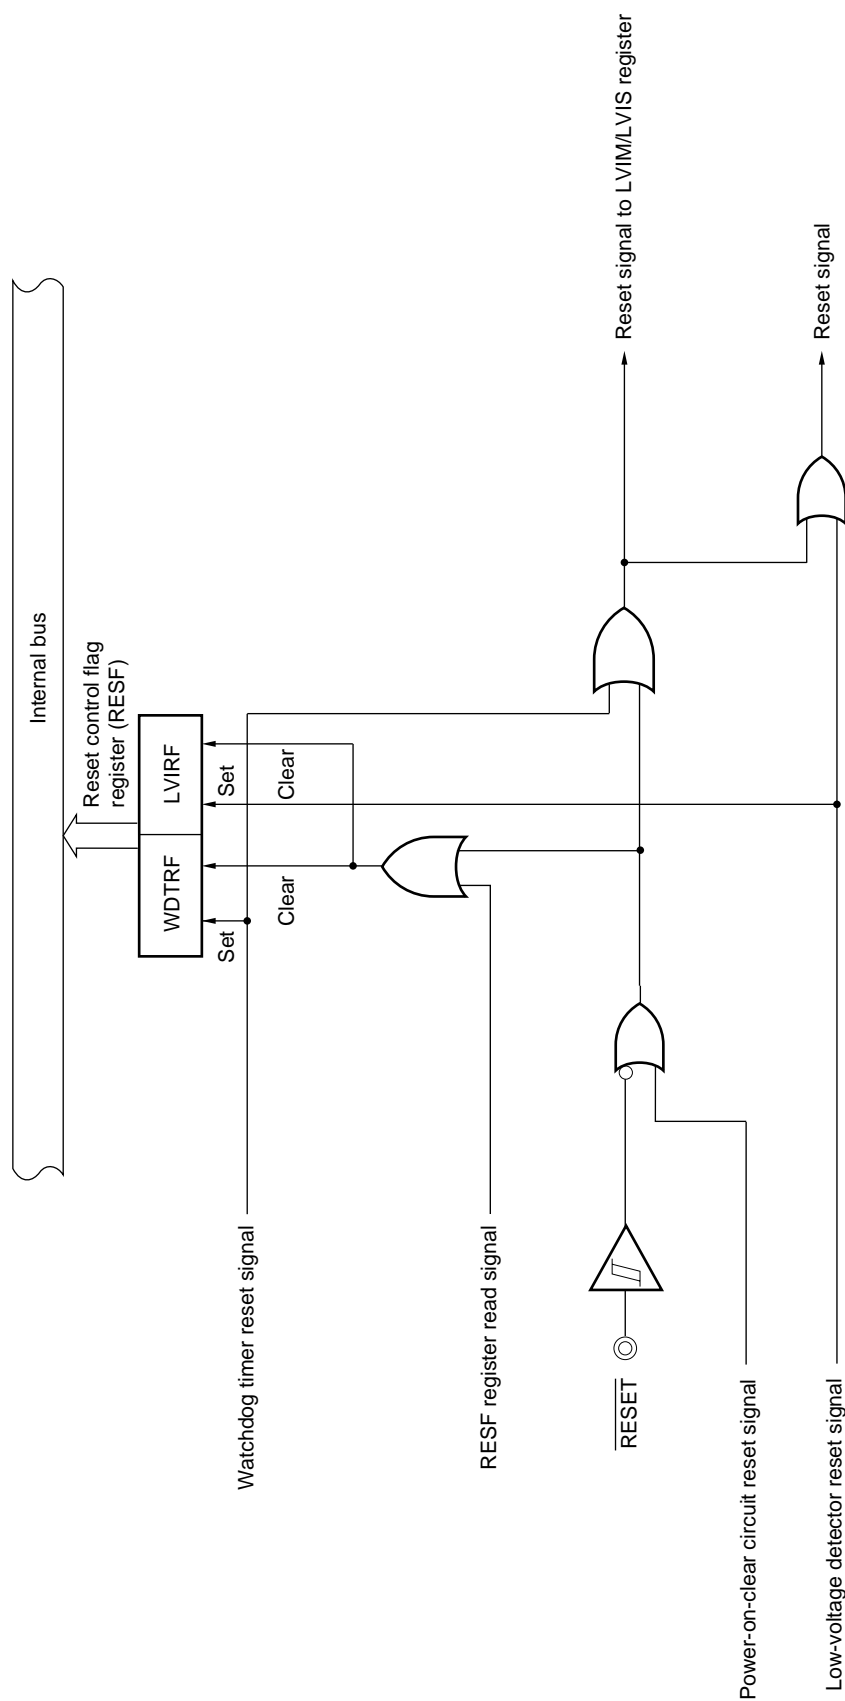 Internal bus
Reset control flag
register (RESF)
WDTRF
LVIRF
Set
Clear
Set
Clear
Watchdog timer reset signal
RESF register read signal
RESET
Power-on-clear circuit reset signal
Low-voltage detector reset signal
Reset signal to LVIM/LVIS register
Reset signal